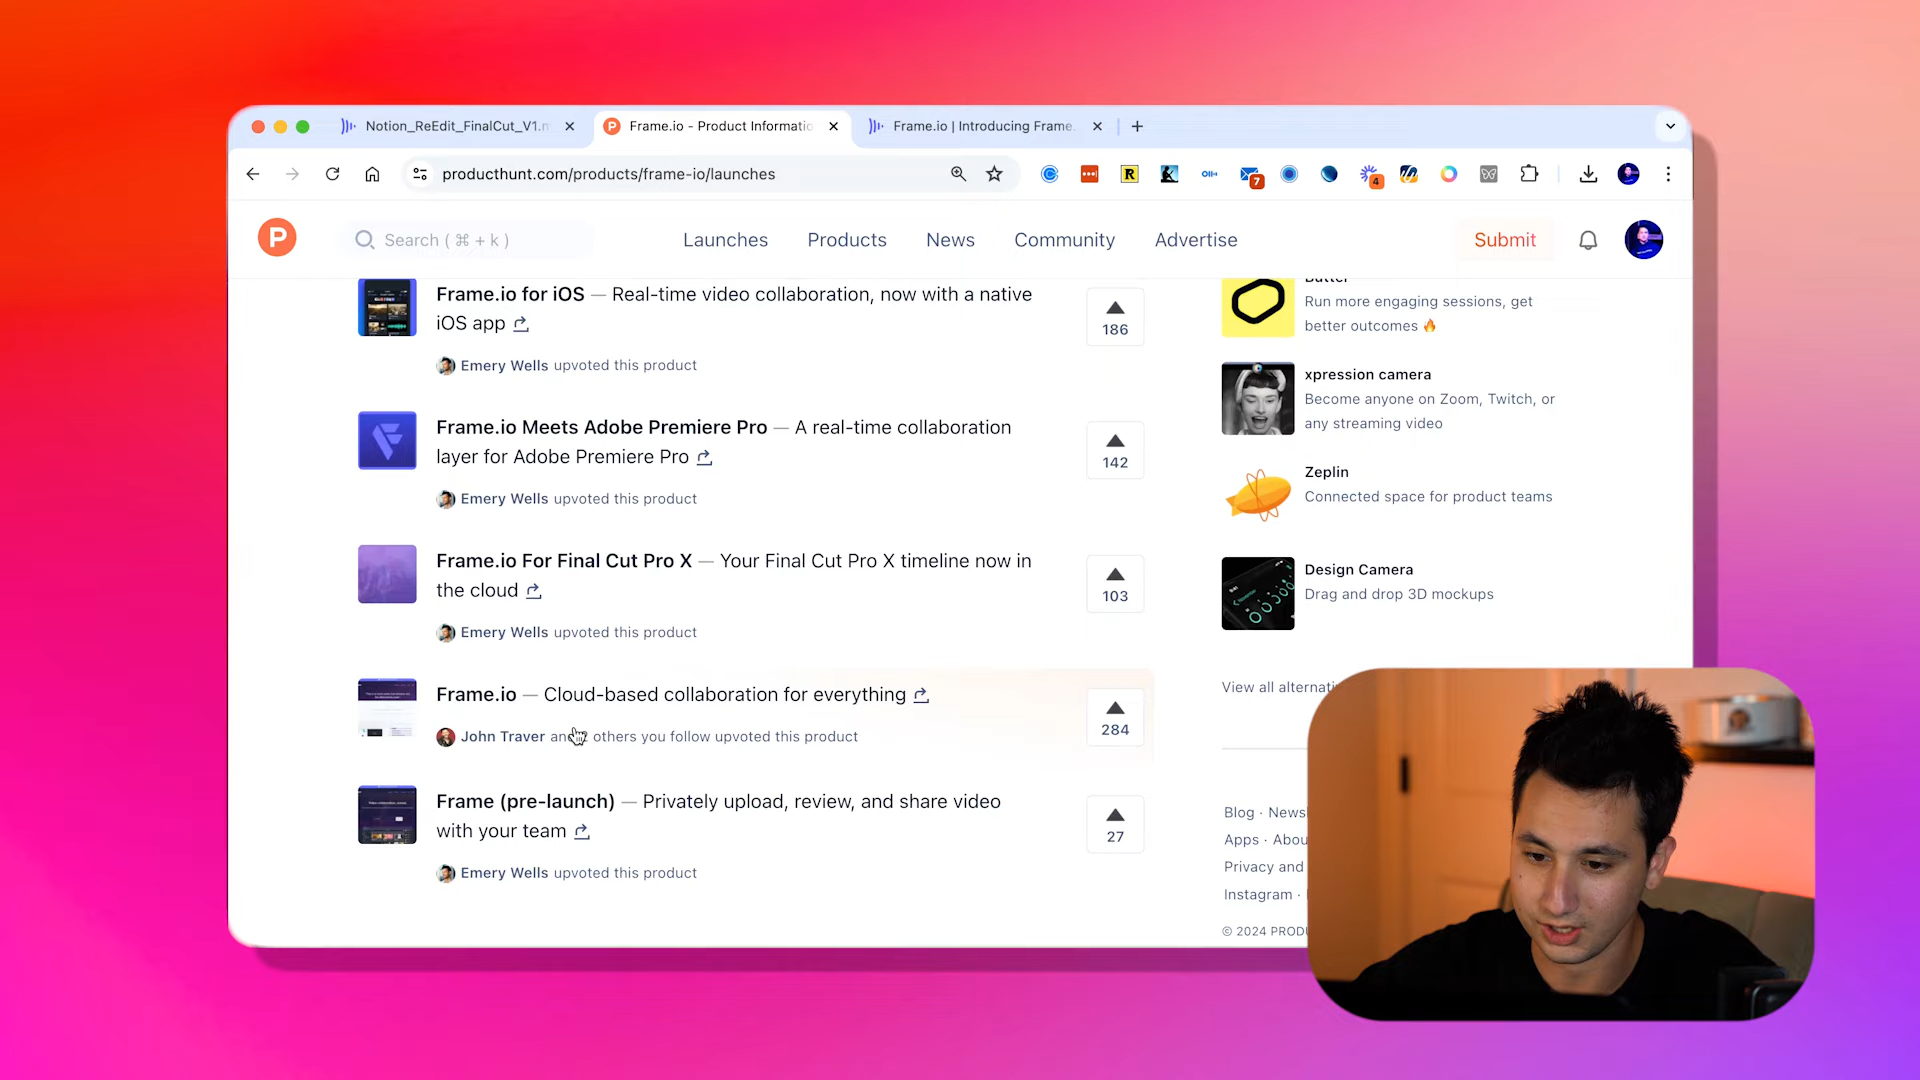 Notion_ReEdit_FinalCut_V1.m
Frame.io - Product Informatio
Frame.io | Introducing Frame.
producthunt.com/products/frame-io/launches
7
4
P
Search ( ⌘ + k )
Launches
Products
News
Community
Advertise
Submit
Frame.io for iOS — Real-time video collaboration, now with a native
iOS app
186
Emery Wells upvoted this product
Frame.io Meets Adobe Premiere Pro — A real-time collaboration
layer for Adobe Premiere Pro
142
Emery Wells upvoted this product
Frame.io For Final Cut Pro X — Your Final Cut Pro X timeline now in
the cloud
103
Emery Wells upvoted this product
Frame.io — Cloud-based collaboration for everything
284
John Traver and others you follow upvoted this product
Frame (pre-launch) — Privately upload, review, and share video
with your team
27
Emery Wells upvoted this product
Butter
Run more engaging sessions, get
better outcomes 🔥
xpression camera
Become anyone on Zoom, Twitch, or
any streaming video
Zeplin
Connected space for product teams
Design Camera
Drag and drop 3D mockups
View all alternati
Blog · Newsl
Apps · Abou
Privacy and
Instagram ·
© 2024 PRODU